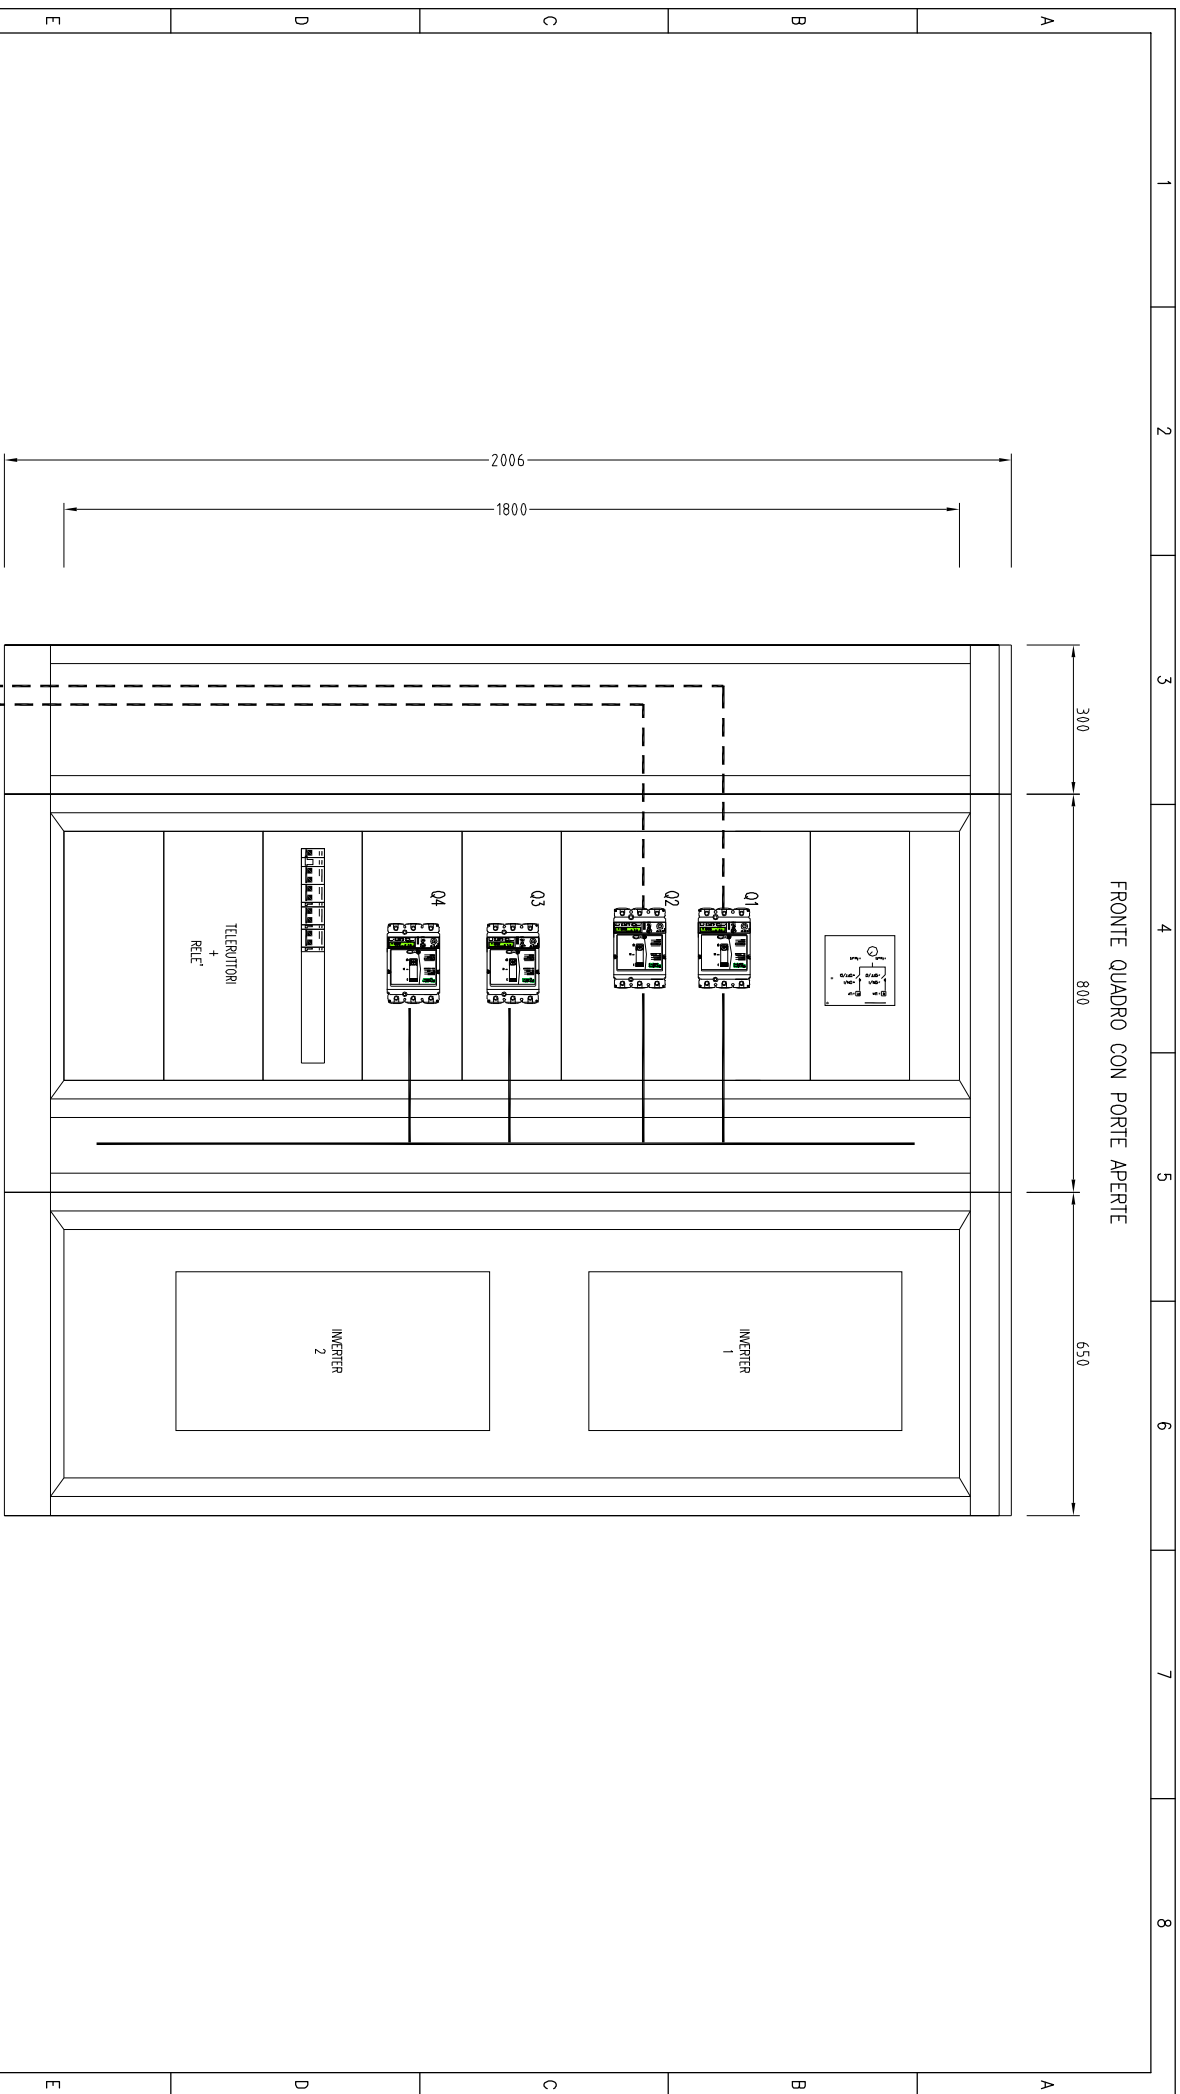 1 2 3 4 5 6 7 8
A
A
FRONTE QUADRO CON PORTE APERTE
300 800 650
2006
1800
B
B
Q1
Q2
INVERTER
1
C
C
Q3
Q4
D
D
INVERTER
2
TELERUTTORI
+
RELE'
E
E